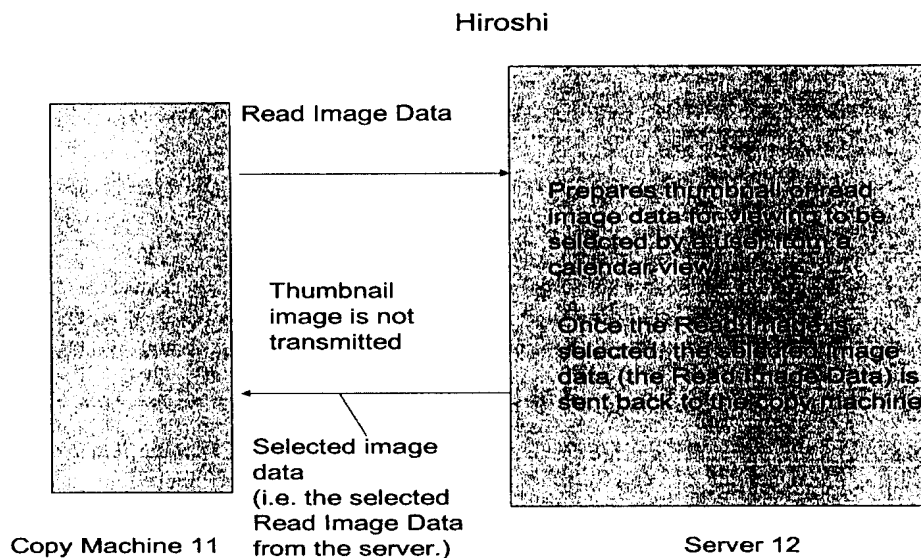 Hiroshi
Read Image Data
Prepares thumbnail of read
image data for viewing to be
selected by a user from a
calendar view
Thumbnail
image is not
transmitted
Once the Read Image is
selected, the selected image
data (the Read Image Data) is
sent back to the copy machine
Selected image
data
(i.e. the selected
Read Image Data
from the server.)
Copy Machine 11
Server 12